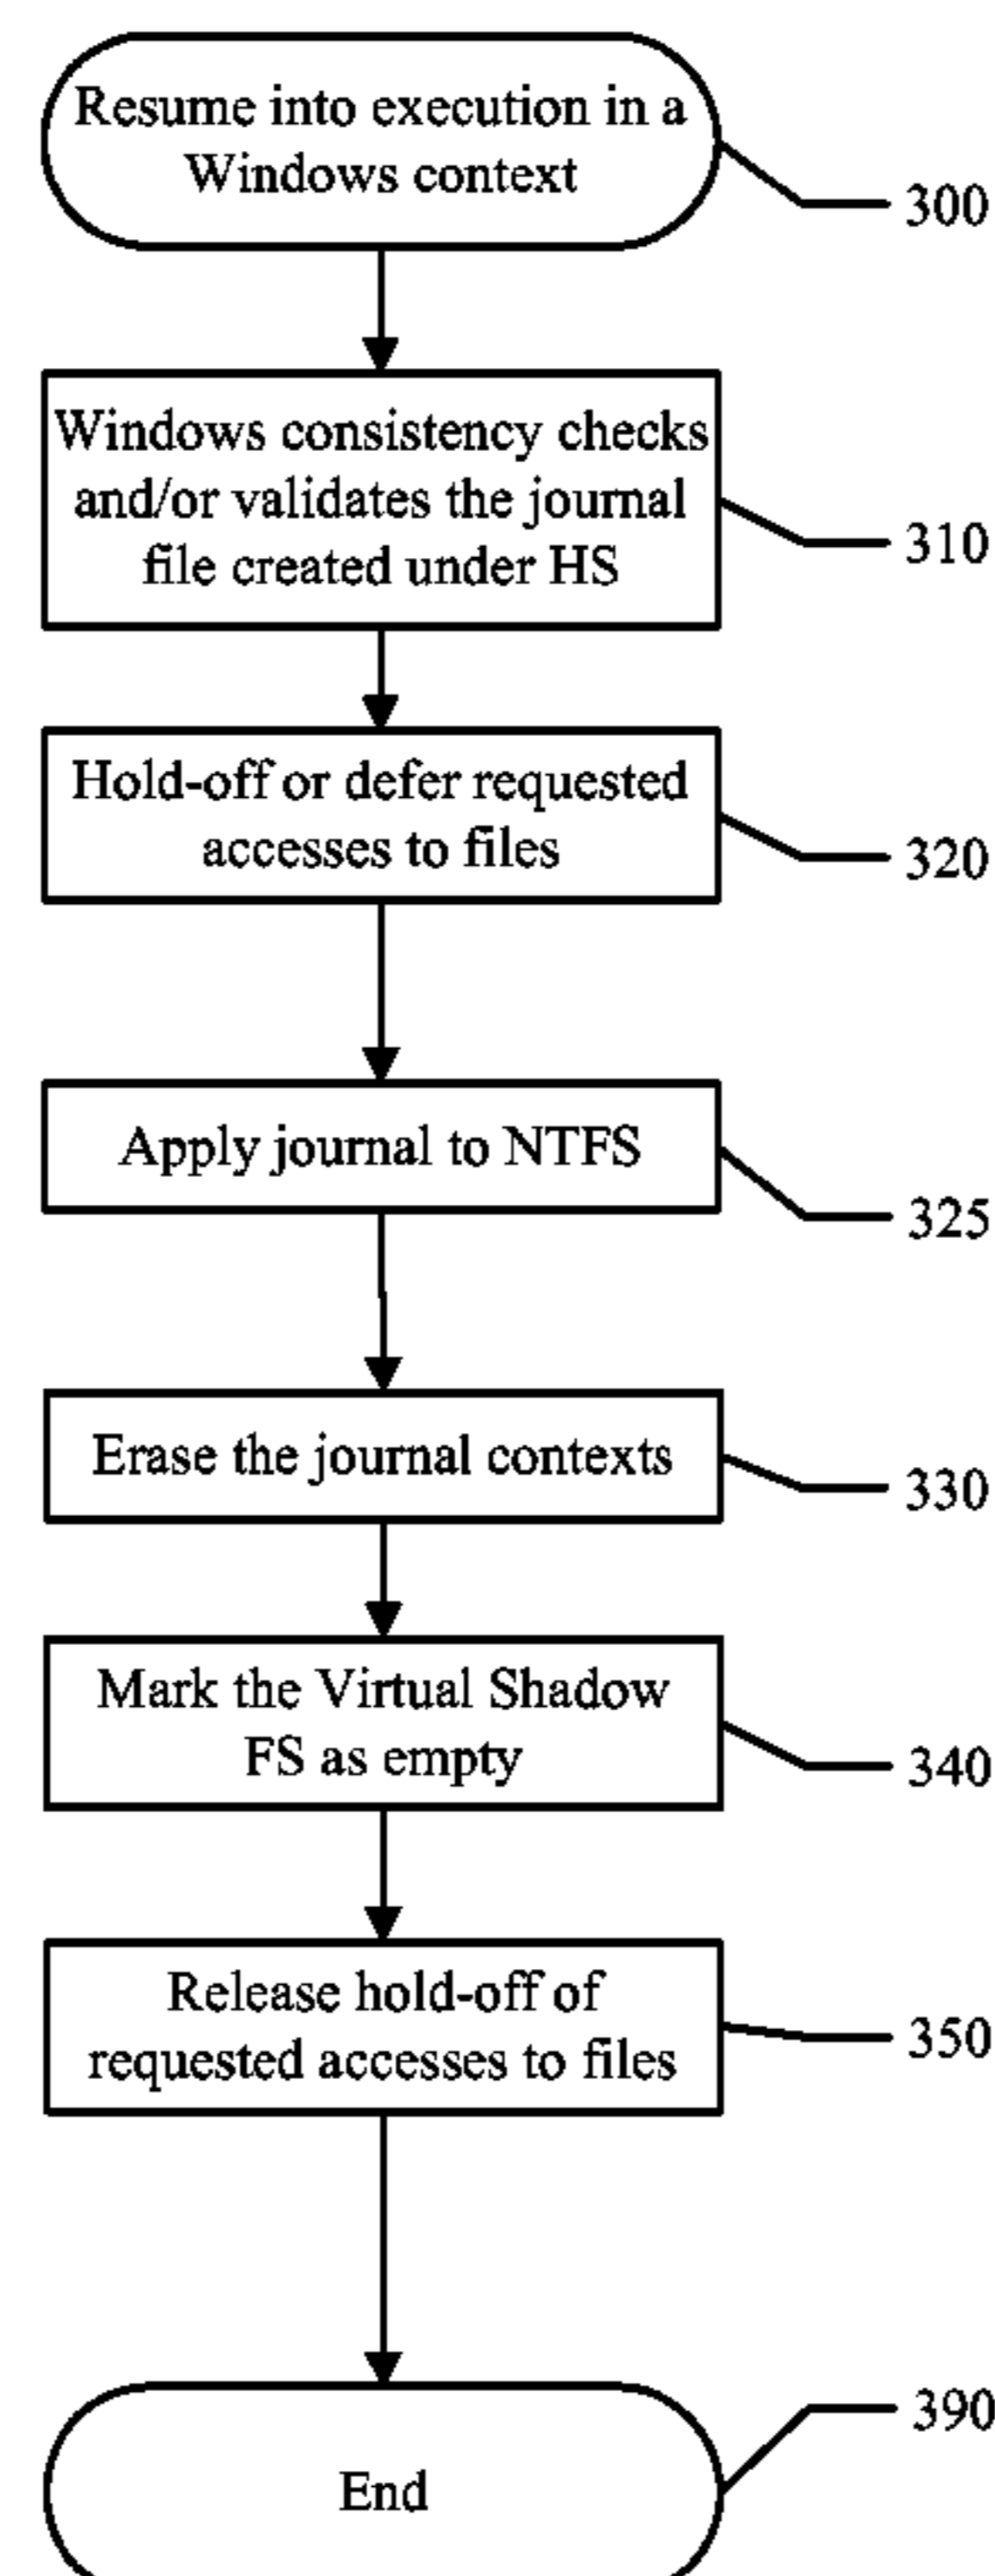 Resume into execution in a
Windows context
300
Windows consistency checks
and/or validates the journal
file created under HS
310
Hold-off or defer requested
accesses to files
320
Apply journal to NTFS
325
Erase the journal contexts
330
Mark the Virtual Shadow
FS as empty
340
Release hold-off of
requested accesses to files
350
End
390